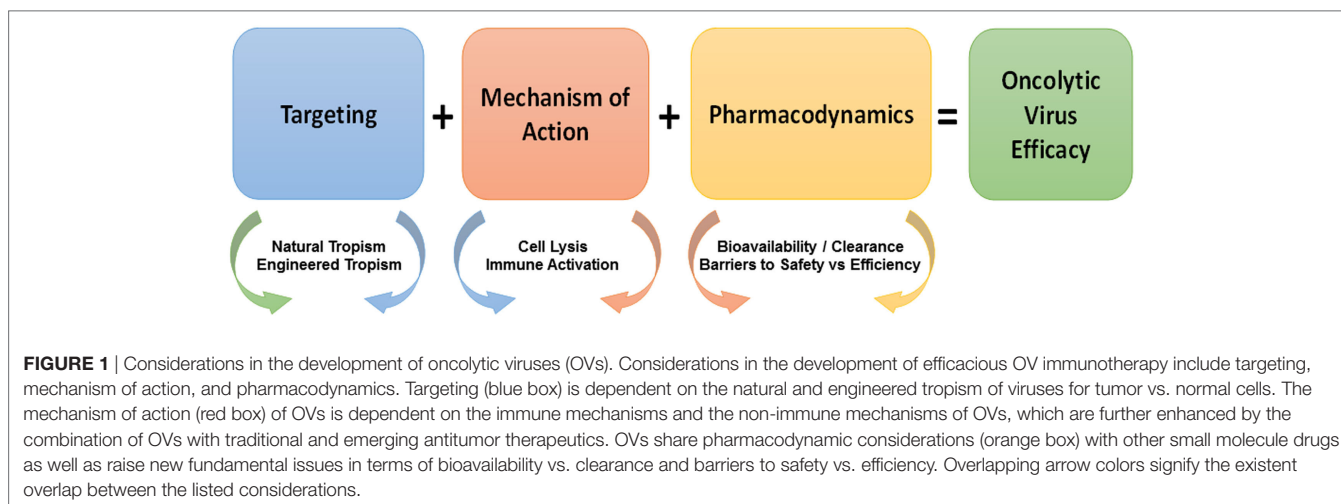 Targeting
+
Mechanism of
Action
+
Pharmacodynamics
=
Oncolytic
Virus
Efficacy
Natural Tropism
Engineered Tropism
Cell Lysis
Immune Activation
Bioavailability / Clearance
Barriers to Safety vs Efficiency
FIGURE 1 | Considerations in the development of oncolytic viruses (OVs). Considerations in the development of efficacious OV immunotherapy include targeting,
mechanism of action, and pharmacodynamics. Targeting (blue box) is dependent on the natural and engineered tropism of viruses for tumor vs. normal cells. The
mechanism of action (red box) of OVs is dependent on the immune mechanisms and the non-immune mechanisms of OVs, which are further enhanced by the
combination of OVs with traditional and emerging antitumor therapeutics. OVs share pharmacodynamic considerations (orange box) with other small molecule drugs
as well as raise new fundamental issues in terms of bioavailability vs. clearance and barriers to safety vs. efficiency. Overlapping arrow colors signify the existent
overlap between the listed considerations.